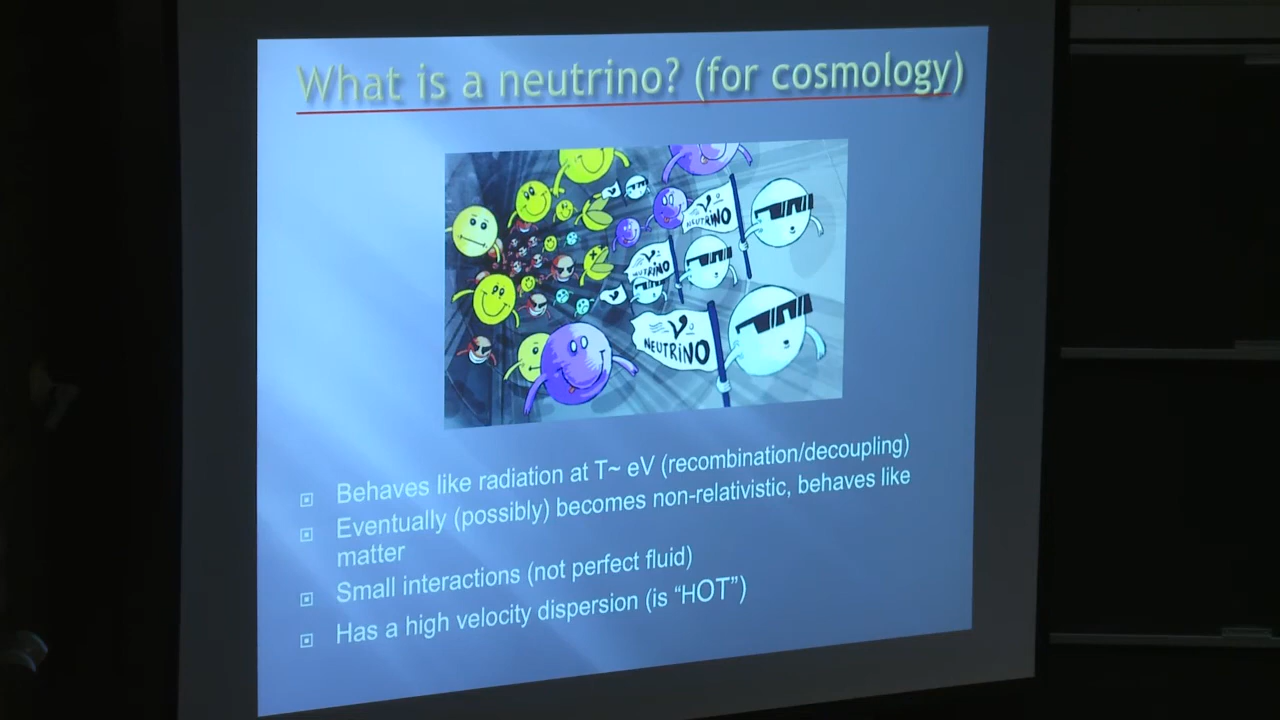 What is a neutrino? (for cosmology)
ν
NEUTRINO
ν
NEUTRINO
ν
NEUTRINO
Behaves like radiation at T~ eV (recombination/decoupling)
Eventually (possibly) becomes non-relativistic, behaves like
matter
Small interactions (not perfect fluid)
Has a high velocity dispersion (is “HOT”)